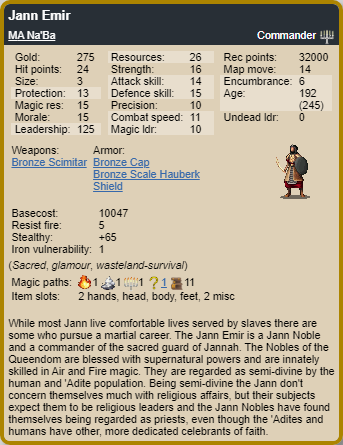 Jann Emir
MA Na'Ba Commander
Gold: 275 Resources: 26 Rec points: 32000
Hit points: 24 Strength: 16 Map move: 14
Size: 3 Attack skill: 14 Encumbrance: 6
Protection: 13 Defence skill: 15 Age: 192
Magic res: 15 Precision: 10 (245)
Morale: 15 Combat speed: 11 Undead ldr: 0
Leadership: 125 Magic ldr: 10
Weapons: Armor:
Bronze Scimitar Bronze Cap
Bronze Scale Hauberk
Shield
Basecost: 10047
Resist fire: 5
Stealthy: +65
Iron vulnerability: 1
(Sacred, glamour, wasteland-survival)
Magic paths: 1 1 1 ? 1 11
Item slots: 2 hands, head, body, feet, 2 misc
While most Jann live comfortable lives served by slaves there are
some who pursue a martial career. The Jann Emir is a Jann Noble
and a commander of the sacred guard of Jannah. The Nobles of the
Queendom are blessed with supernatural powers and are innately
skilled in Air and Fire magic. They are regarded as semi-divine by the
human and 'Adite population. Being semi-divine the Jann don't
concern themselves much with religious affairs, but their subjects
expect them to be religious leaders and the Jann Nobles have found
themselves being regarded as priests, even though the 'Adites and
humans have other, more dedicated celebrants of faith.